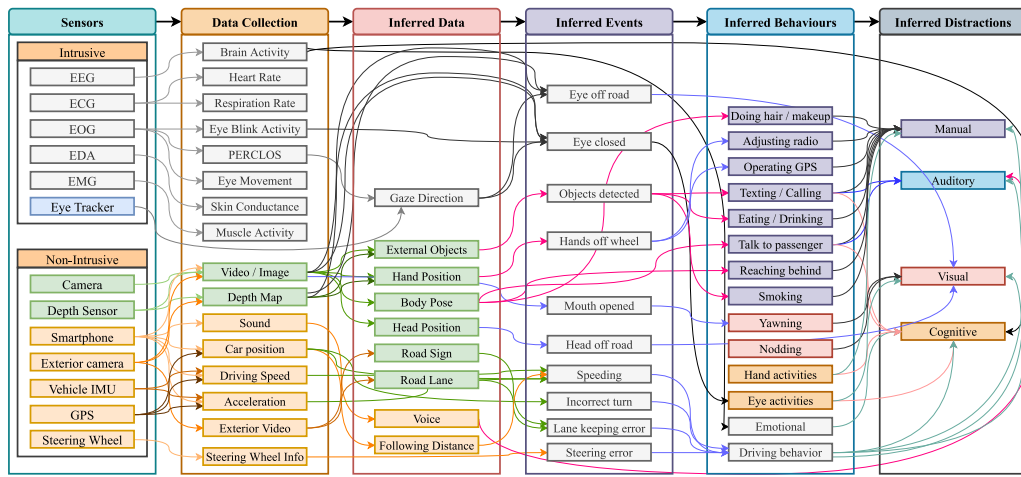 Sensors
Data Collection
Inferred Data
Inferred Events
Inferred Behaviours
Inferred Distractions
Intrusive
EEG
ECG
EOG
EDA
EMG
Eye Tracker
Non-Intrusive
Camera
Depth Sensor
Smartphone
Exterior camera
Vehicle IMU
GPS
Steering Wheel
Brain Activity
Heart Rate
Respiration Rate
Eye Blink Activity
PERCLOS
Eye Movement
Skin Conductance
Muscle Activity
Video / Image
Depth Map
Sound
Car position
Driving Speed
Acceleration
Exterior Video
Steering Wheel Info
Gaze Direction
External Objects
Hand Position
Body Pose
Head Position
Road Sign
Road Lane
Voice
Following Distance
Eye off road
Eye closed
Objects detected
Hands off wheel
Mouth opened
Head off road
Speeding
Incorrect turn
Lane keeping error
Steering error
Doing hair / makeup
Adjusting radio
Operating GPS
Texting / Calling
Eating / Drinking
Talk to passenger
Reaching behind
Smoking
Yawning
Nodding
Hand activities
Eye activities
Emotional
Driving behavior
Manual
Auditory
Visual
Cognitive